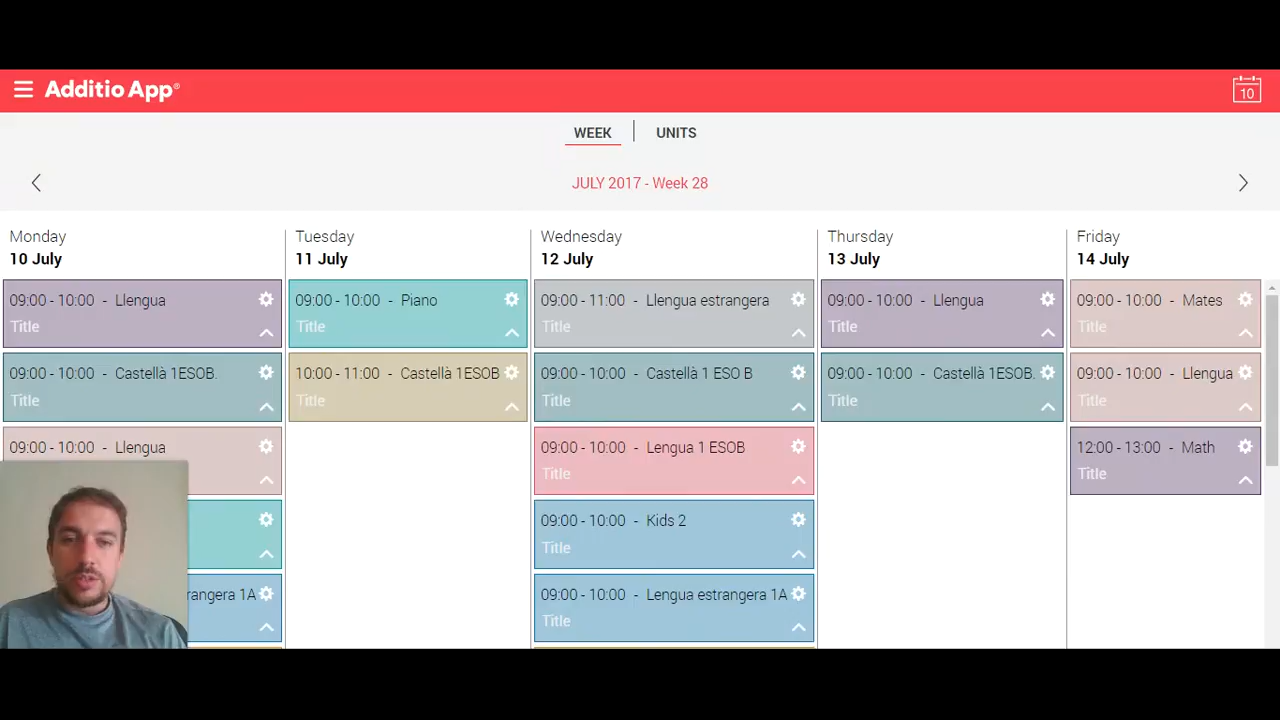 Additio App®
10
WEEK | UNITS
JULY 2017 - Week 28
Monday
10 July
09:00 - 10:00 - Llengua
Title
09:00 - 10:00 - Castellà 1ESOB.
Title
09:00 - 10:00 - Llengua
rangera 1A
Tuesday
11 July
09:00 - 10:00 - Piano
Title
10:00 - 11:00 - Castellà 1ESOB
Title
Wednesday
12 July
09:00 - 11:00 - Llengua estrangera
Title
09:00 - 10:00 - Castellà 1 ESO B
Title
09:00 - 10:00 - Lengua 1 ESOB
Title
09:00 - 10:00 - Kids 2
Title
09:00 - 10:00 - Lengua estrangera 1A
Title
Thursday
13 July
09:00 - 10:00 - Llengua
Title
09:00 - 10:00 - Castellà 1ESOB.
Title
Friday
14 July
09:00 - 10:00 - Mates
Title
09:00 - 10:00 - Llengua
Title
12:00 - 13:00 - Math
Title